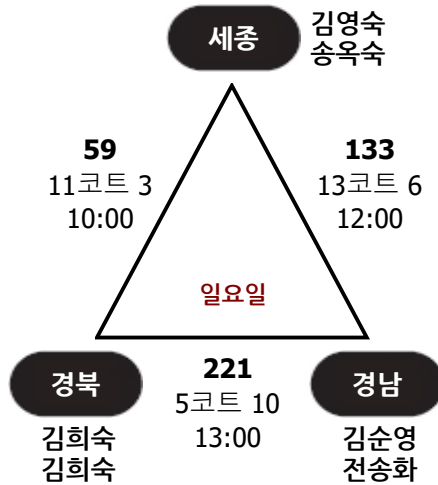 세종
김영숙
송옥숙
59
11코트 3
10:00
133
13코트 6
12:00
일요일
경북
221
5코트 10
13:00
경남
김희숙
김희숙
김순영
전송화